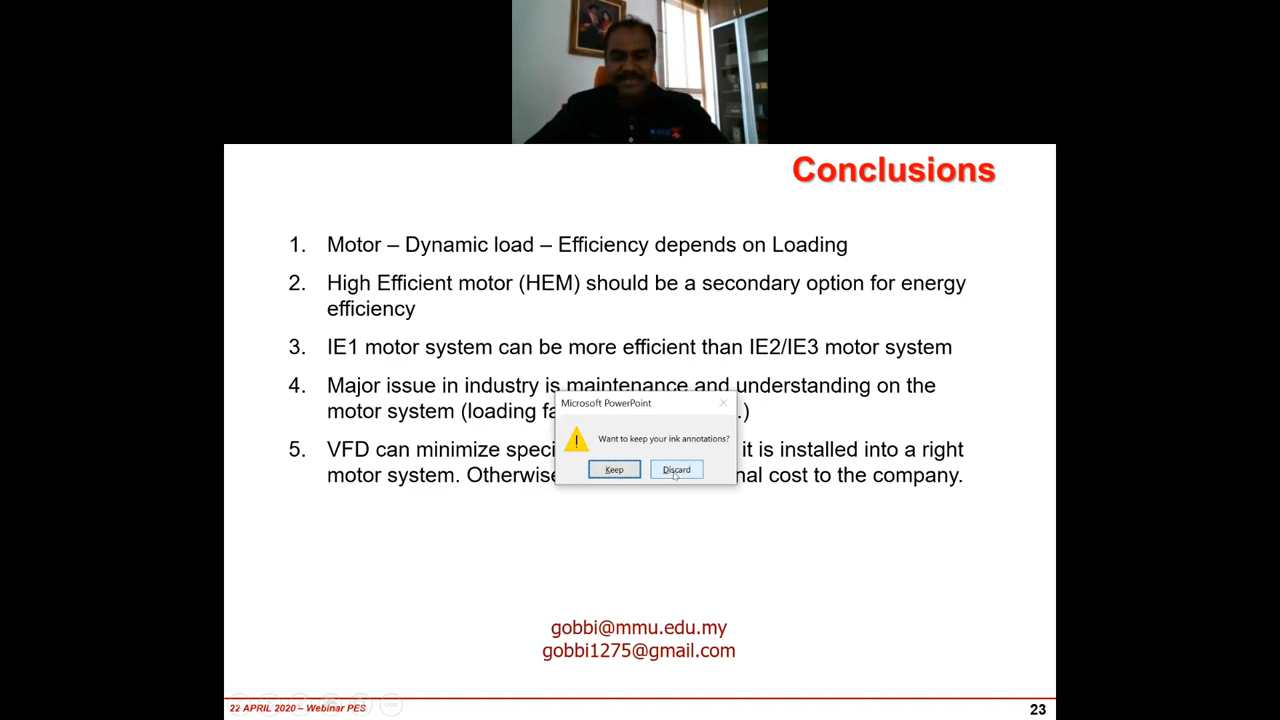 Conclusions
1. Motor – Dynamic load – Efficiency depends on Loading
2. High Efficient motor (HEM) should be a secondary option for energy
efficiency
3. IE1 motor system can be more efficient than IE2/IE3 motor system
4. Major issue in industry is maintenance and understanding on the
motor system (loading .)
Microsoft PowerPoint
Want to keep your ink annotations?
Keep Discard
5. VFD can minimize it is installed into a right
motor system. Otherwise cost to the company.
gobbi@mmu.edu.my
gobbi1275@gmail.com
22 APRIL 2020 – Webinar PES
23